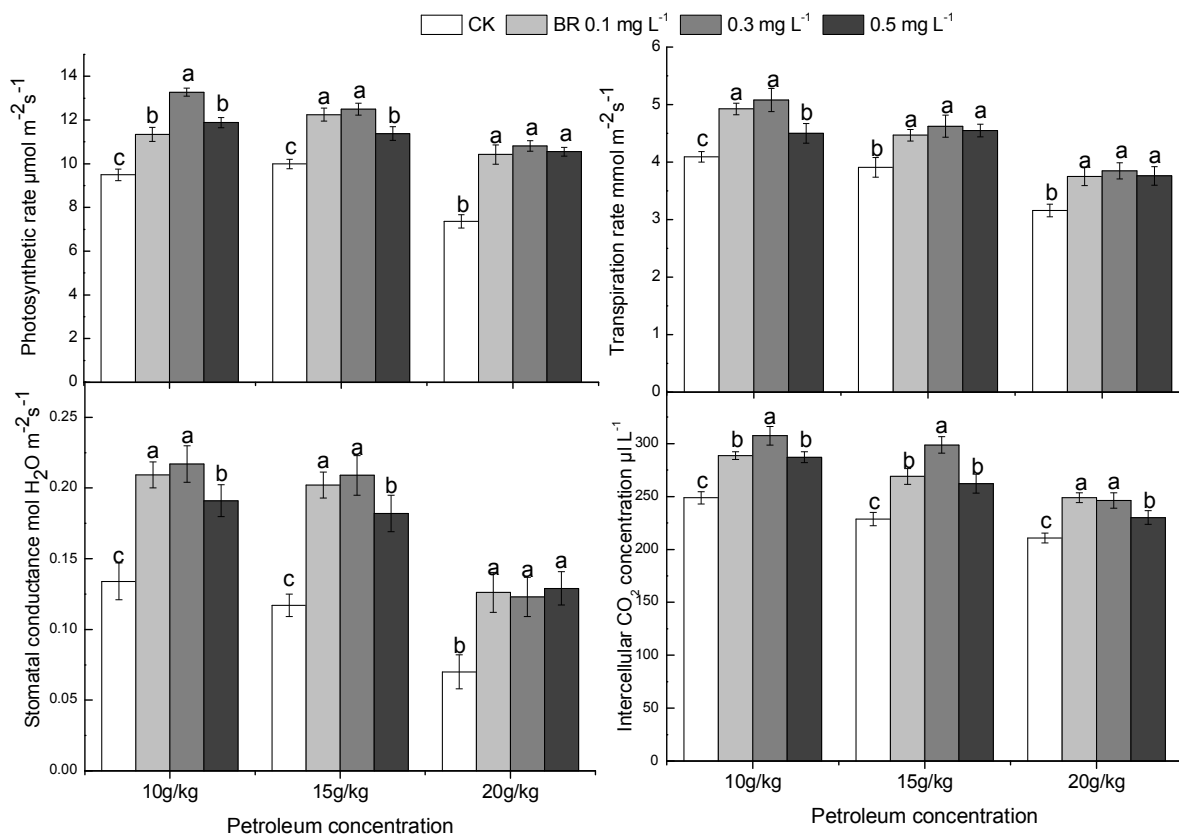 CK BR 0.1 mg L⁻¹ 0.3 mg L⁻¹ 0.5 mg L⁻¹
Photosynthetic rate µmol m⁻²s⁻¹
14
12
10
8
6
4
2
0
c b a b
c a a b
b a a a
Transpiration rate mmol m⁻²s⁻¹
6
5
4
3
2
1
0
c a a b
b a a a
b a a a
Stomatal conductance mol H₂O m⁻²s⁻¹
0.25
0.20
0.15
0.10
0.05
0.00
c a a b
c a a b
b a a a
10g/kg 15g/kg 20g/kg
Petroleum concentration
Intercellular CO₂ concentration µl L⁻¹
300
250
200
150
100
50
0
c b a b
c b a b
c a a b
10g/kg 15g/kg 20g/kg
Petroleum concentration